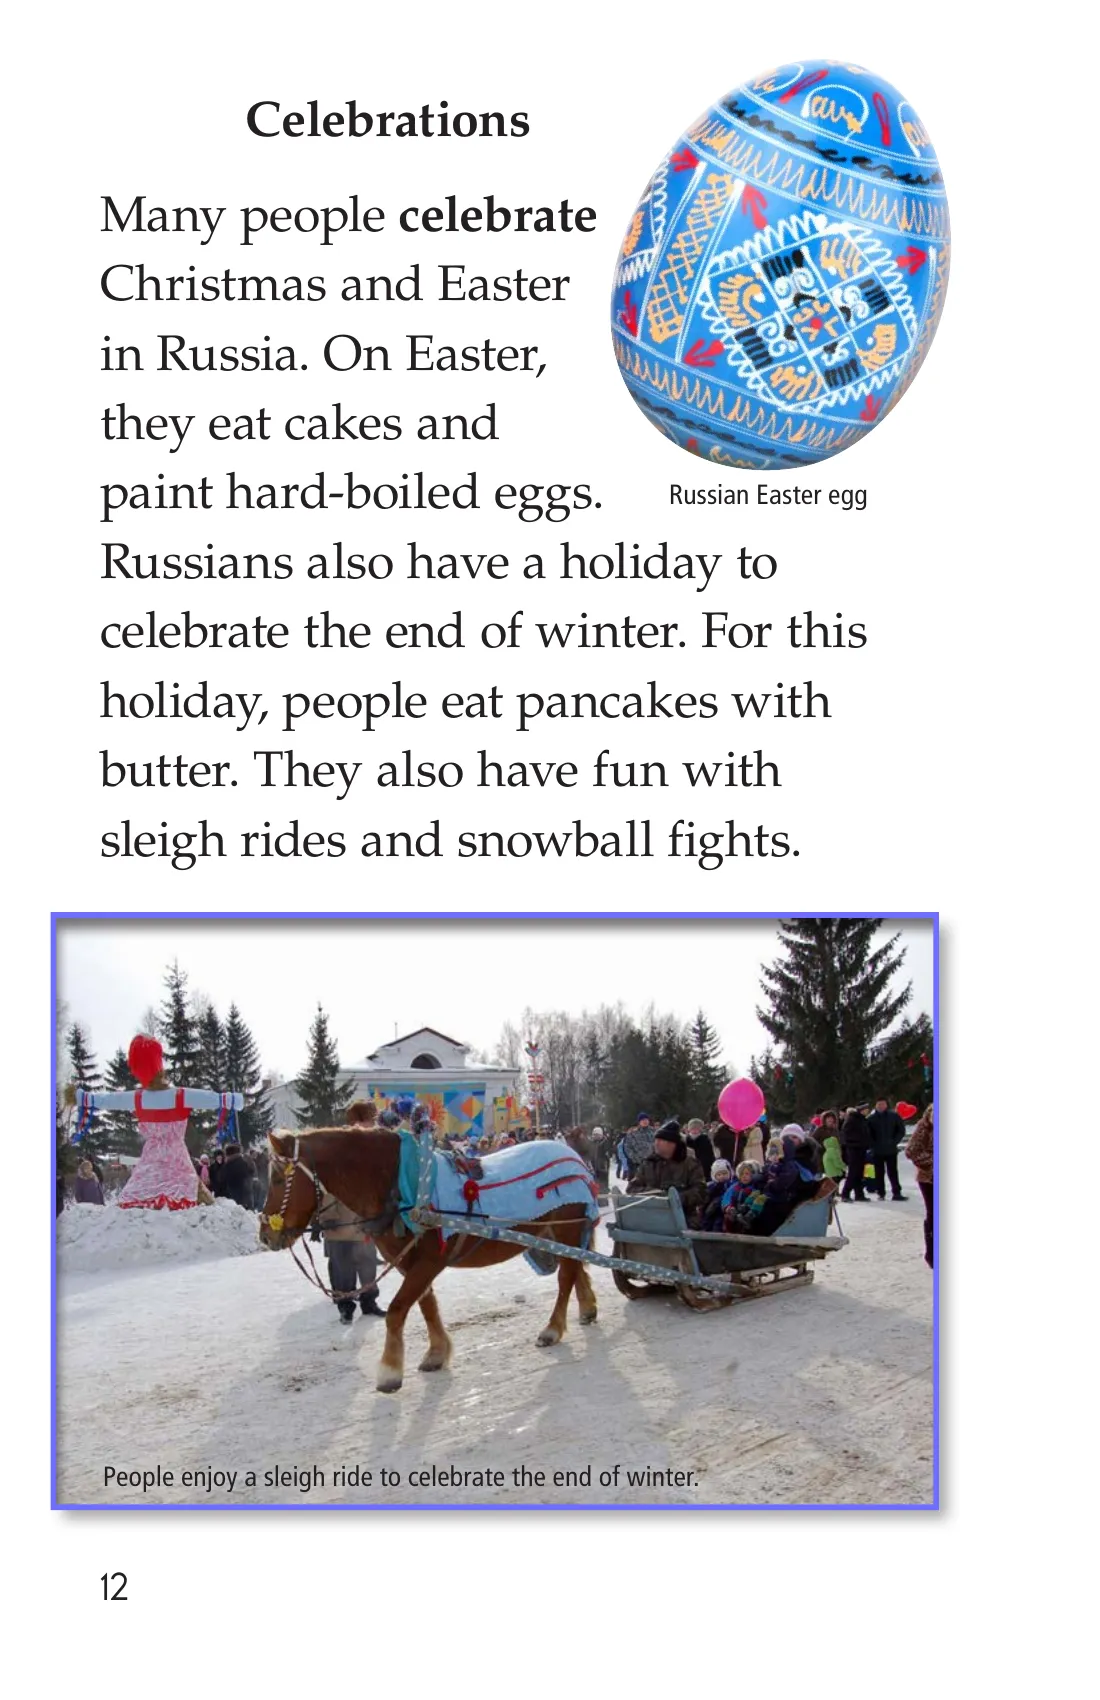 Celebrations
Many people celebrate
Christmas and Easter
in Russia. On Easter,
they eat cakes and
paint hard-boiled eggs.
Russian Easter egg
Russians also have a holiday to
celebrate the end of winter. For this
holiday, people eat pancakes with
butter. They also have fun with
sleigh rides and snowball fights.
People enjoy a sleigh ride to celebrate the end of winter.
12